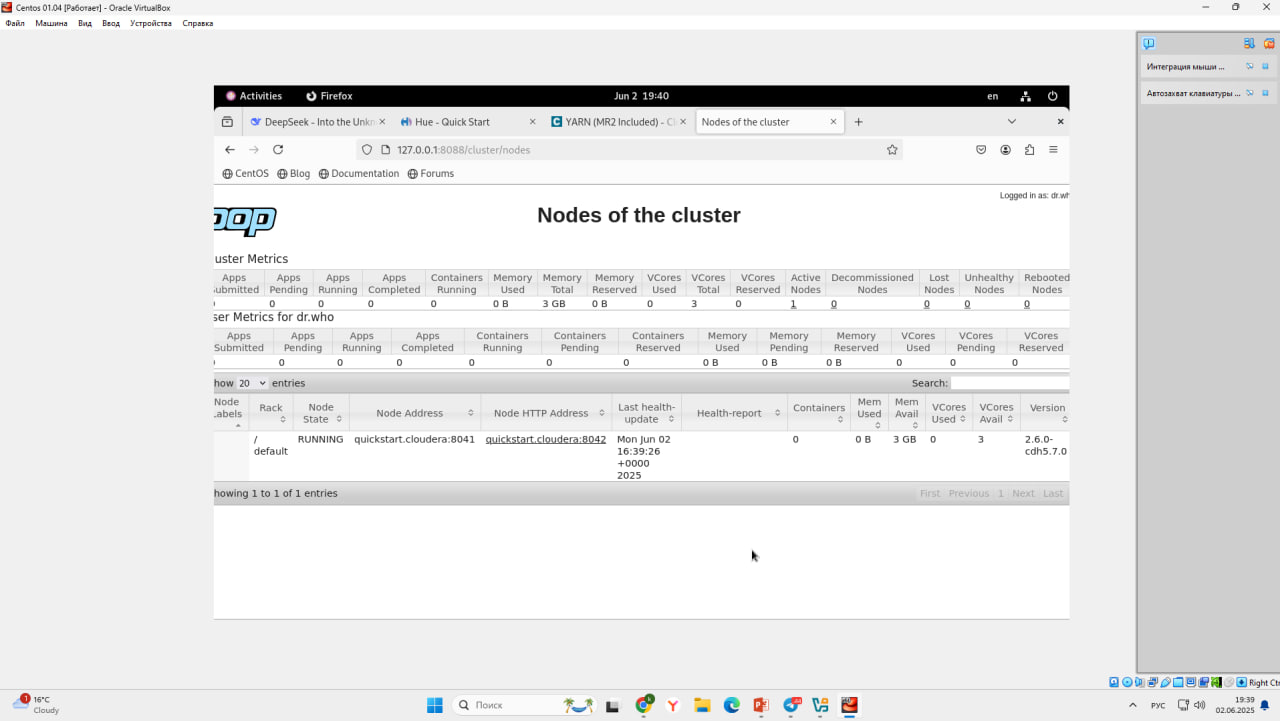 Centos 01.04 [Работает] - Oracle VirtualBox
Файл Машина Вид Ввод Устройства Справка
Интеграция мыши ...
Автозахват клавиатуры ...
Activities Firefox Jun 2 19:40 en
DeepSeek - Into the Unkn Hue - Quick Start YARN (MR2 Included) - Cl Nodes of the cluster
127.0.0.1:8088/cluster/nodes
CentOS Blog Documentation Forums
Logged in as: dr.wh
oop
Nodes of the cluster
uster Metrics
Apps Submitted Apps Pending Apps Running Apps Completed Containers Running Memory Used Memory Total Memory Reserved VCores Used VCores Total VCores Reserved Active Nodes Decommissioned Nodes Lost Nodes Unhealthy Nodes Rebooted Nodes
0 0 0 0 0 B 3 GB 0 B 0 3 0 1 0 0 0 0
ser Metrics for dr.who
Apps Submitted Apps Pending Apps Running Apps Completed Containers Running Containers Pending Containers Reserved Memory Used Memory Pending Memory Reserved VCores Used VCores Pending VCores Reserved
0 0 0 0 0 0 0 B 0 B 0 B 0 0 0
how 20 entries Search:
Node Labels Rack Node State Node Address Node HTTP Address Last health-update Health-report Containers Mem Used Mem Avail VCores Used VCores Avail Version
/default RUNNING quickstart.cloudera:8041 quickstart.cloudera:8042 Mon Jun 02 16:39:26 +0000 2025 0 0 B 3 GB 0 3 2.6.0-cdh5.7.0
howing 1 to 1 of 1 entries First Previous 1 Next Last
Right Ctr
1
16°C
Cloudy
Поиск
РУС
19:39
02.06.2025